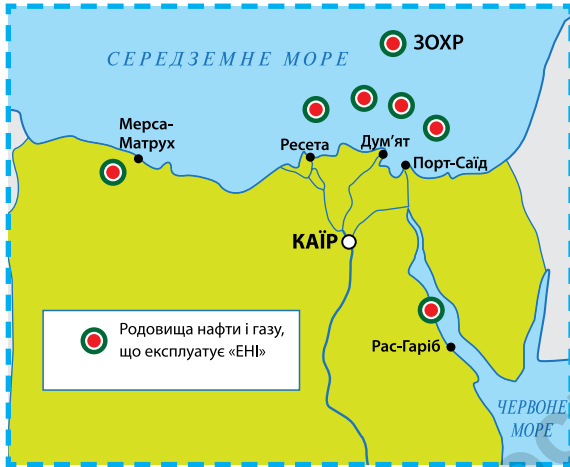 ЗОХР
СЕРЕДЗЕМНЕ МОРЕ
Мерса-
Матрух
Ресета
Дум’ят
Порт-Саїд
КАЇР
Родовища нафти і газу,
що експлуатує «ЕНІ»
Рас-Гаріб
ЧЕРВОНЕ
МОРЕ